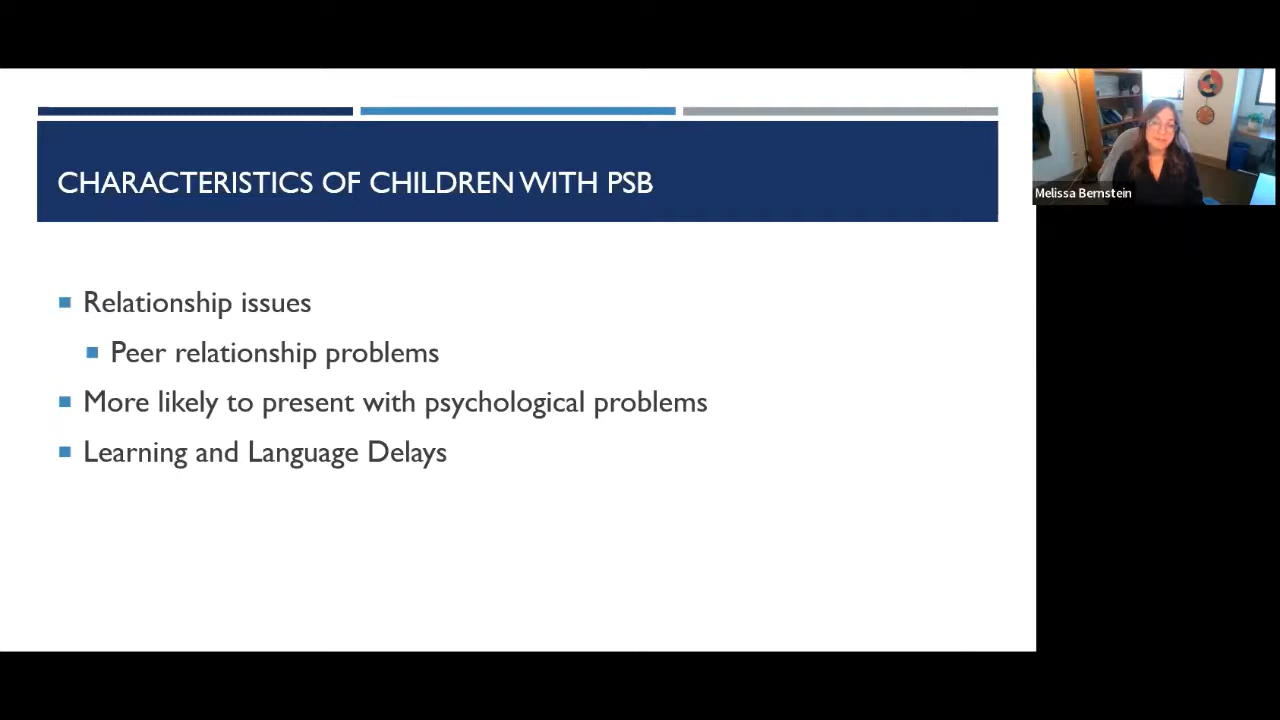 CHARACTERISTICS OF CHILDREN WITH PSB
Melissa Bernstein
Relationship issues
Peer relationship problems
More likely to present with psychological problems
Learning and Language Delays